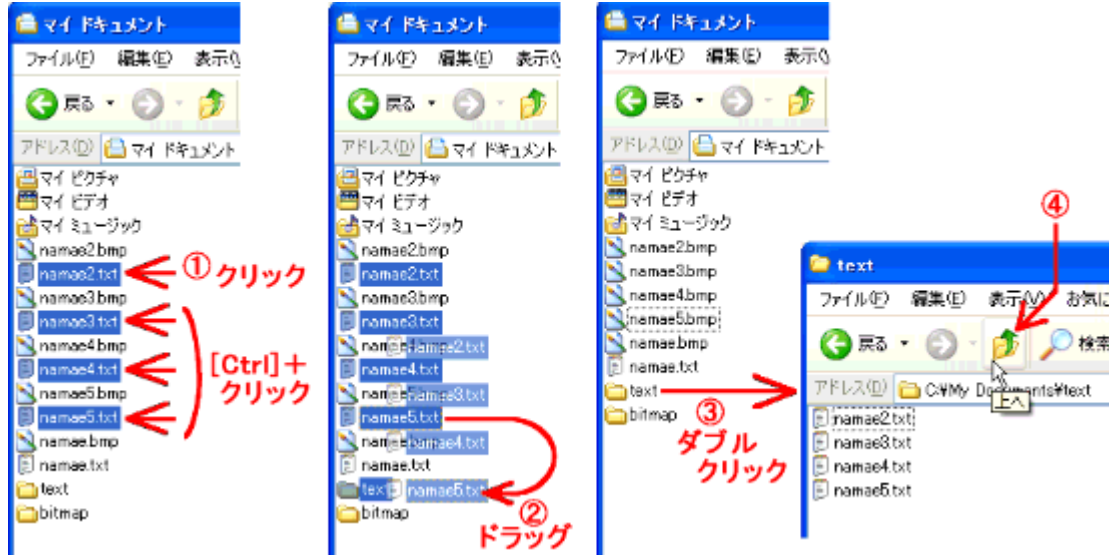 マイ ドキュメント
ファイル(F) 編集(E) 表示(V
戻る
アドレス(D) マイ ドキュメント
マイ ピクチャ
マイ ビデオ
マイ ミュージック
namae2.bmp
namae2.txt
namae3.bmp
namae3.txt
namae4.bmp
namae4.txt
namae5.bmp
namae5.txt
namae.bmp
namae.txt
text
bitmap
①クリック
[Ctrl]+
クリック
マイ ドキュメント
ファイル(F) 編集(E) 表示(V
戻る
アドレス(D) マイ ドキュメント
マイ ピクチャ
マイ ビデオ
マイ ミュージック
namae2.bmp
namae2.txt
namae3.bmp
namae3.txt
namae2.txt
namae4.txt
namae3.txt
namae5.txt
namae4.txt
namae.txt
text namae5.txt
bitmap
②
ドラッグ
マイ ドキュメント
ファイル(F) 編集(E) 表示(V
戻る
アドレス(D) マイ ドキュメント
マイ ピクチャ
マイ ビデオ
マイ ミュージック
namae2.bmp
namae3.bmp
namae4.bmp
namae5.bmp
namae.bmp
namae.txt
text
bitmap
③
ダブル
クリック
④
text
ファイル(F) 編集(E) 表示(V) お気に
戻る 検索
アドレス(D) C:¥My Documents¥text
上へ
namae2.txt
namae3.txt
namae4.txt
namae5.txt